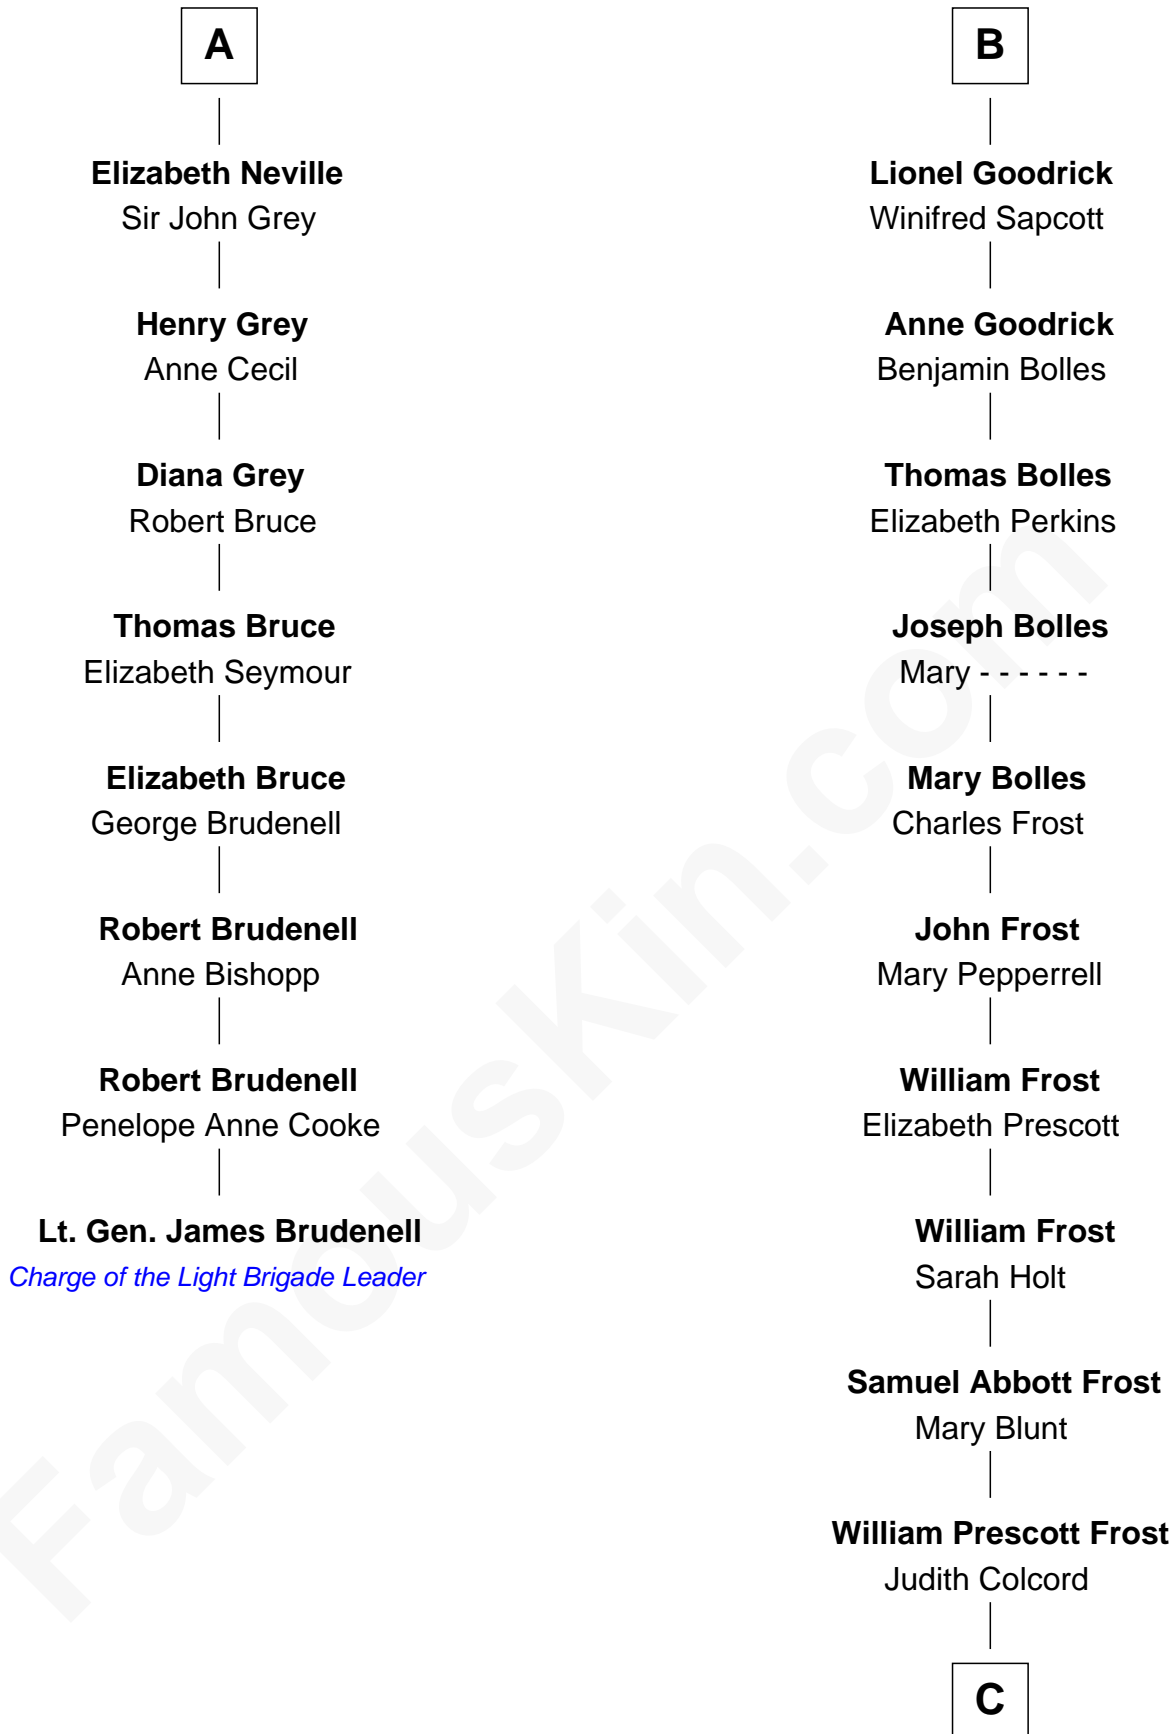 A
Elizabeth Neville
Sir John Grey
Henry Grey
Anne Cecil
Diana Grey
Robert Bruce
Thomas Bruce
Elizabeth Seymour
Elizabeth Bruce
George Brudenell
Robert Brudenell
Anne Bishopp
Robert Brudenell
Penelope Anne Cooke
Lt. Gen. James Brudenell
Charge of the Light Brigade Leader
B
Lionel Goodrick
Winifred Sapcott
Anne Goodrick
Benjamin Bolles
Thomas Bolles
Elizabeth Perkins
Joseph Bolles
Mary - - - - - -
Mary Bolles
Charles Frost
John Frost
Mary Pepperrell
William Frost
Elizabeth Prescott
William Frost
Sarah Holt
Samuel Abbott Frost
Mary Blunt
William Prescott Frost
Judith Colcord
C
FamousKin.com